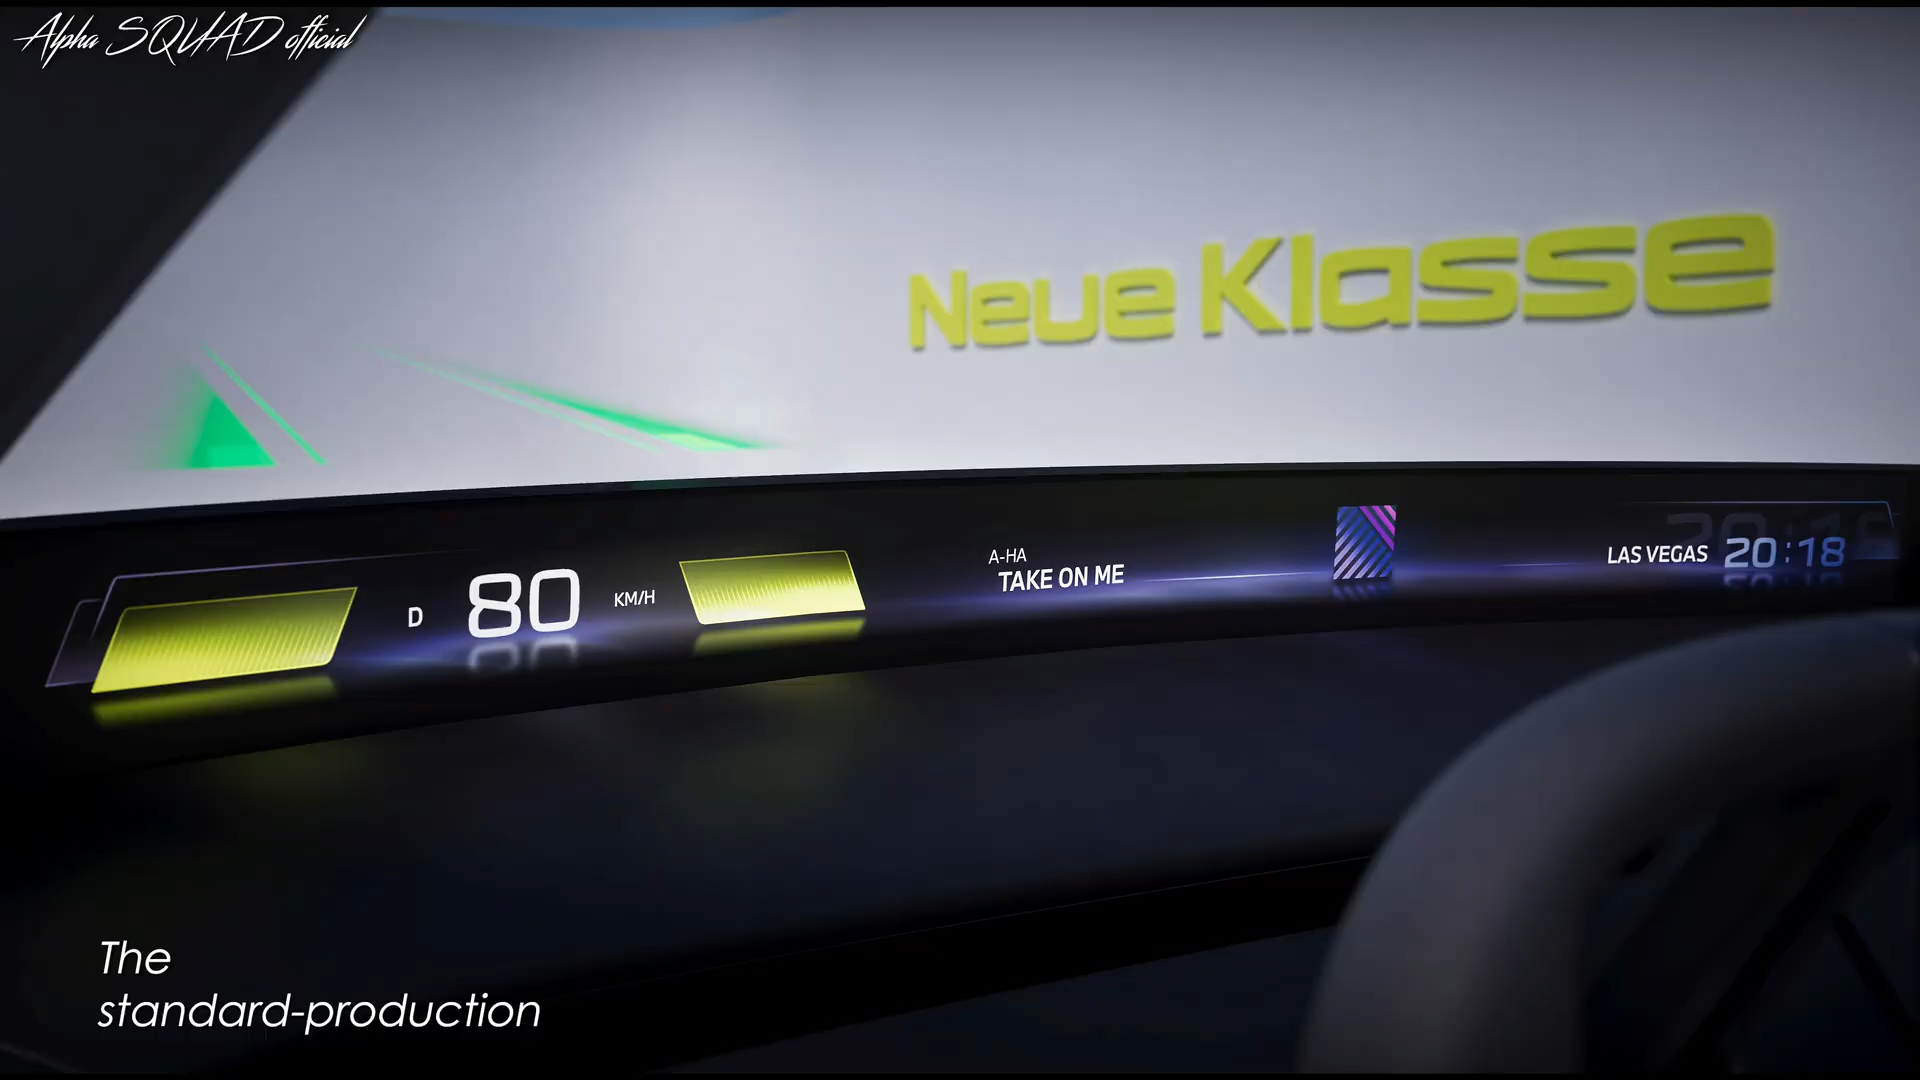 Alpha SQUAD official
Neue Klasse
D 80 KM/H
A-HA
TAKE ON ME
LAS VEGAS 20:18
The
standard-production